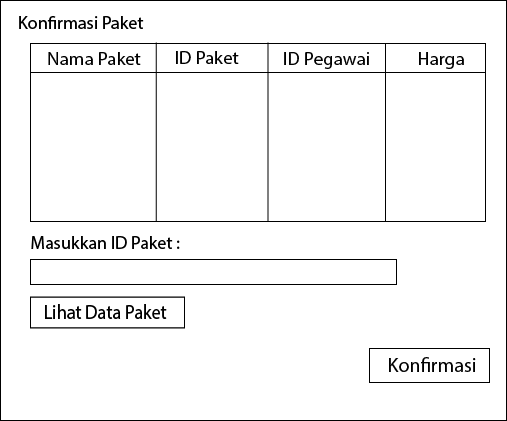 Konfirmasi Paket
Nama Paket ID Paket ID Pegawai Harga
Masukkan ID Paket :
Lihat Data Paket
Konfirmasi